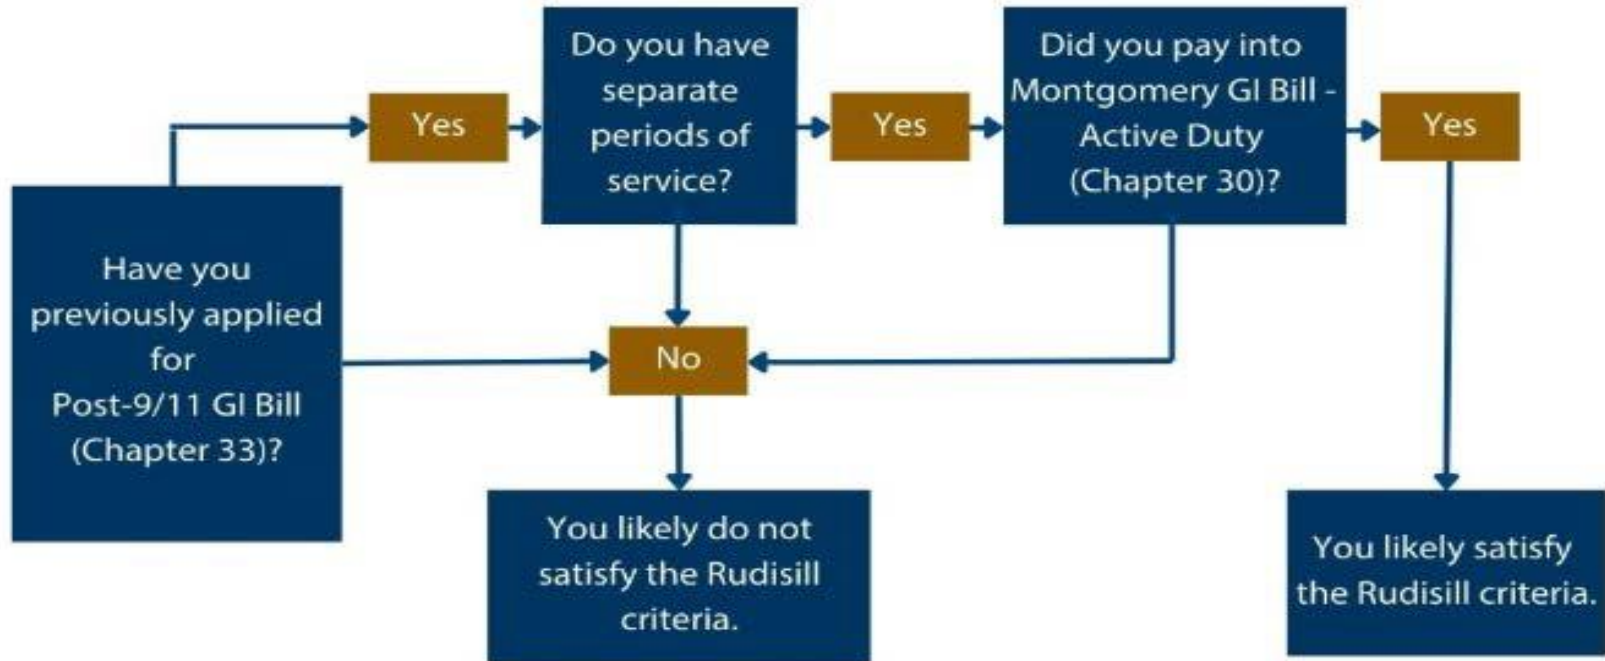 Have you
previously applied
for
Post-9/11 GI Bill
(Chapter 33)?
Yes
Do you have
separate
periods of
service?
Yes
Did you pay into
Montgomery GI Bill -
Active Duty
(Chapter 30)?
Yes
No
You likely do not
satisfy the Rudisill
criteria.
You likely satisfy
the Rudisill criteria.